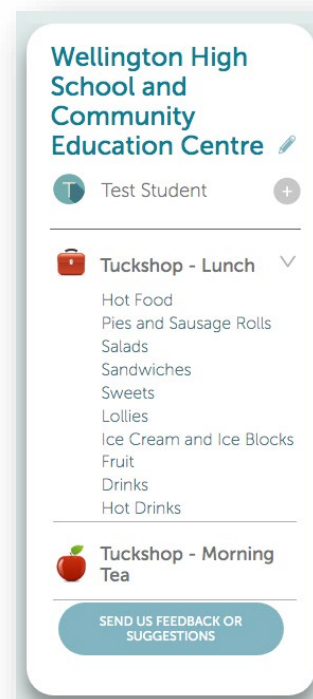 Wellington High
School and
Community
Education Centre
T Test Student +
Tuckshop - Lunch
Hot Food
Pies and Sausage Rolls
Salads
Sandwiches
Sweets
Lollies
Ice Cream and Ice Blocks
Fruit
Drinks
Hot Drinks
Tuckshop - Morning
Tea
SEND US FEEDBACK OR
SUGGESTIONS